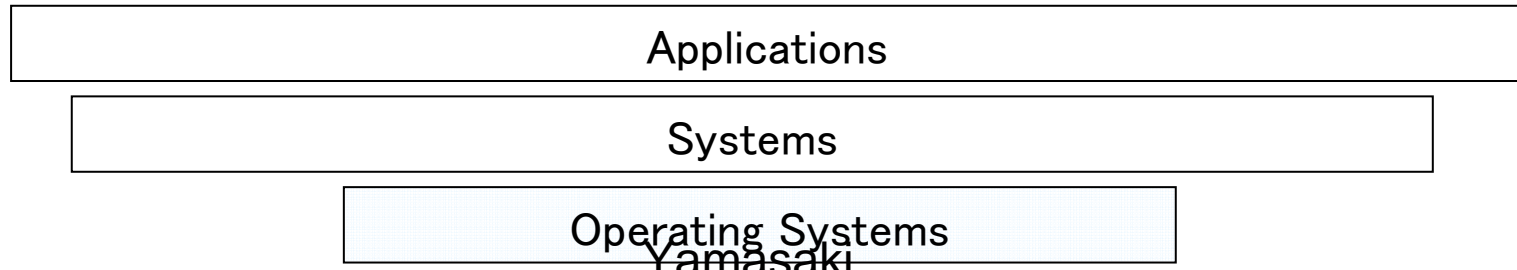 Applications
Systems
Operating Systems
Yamasaki